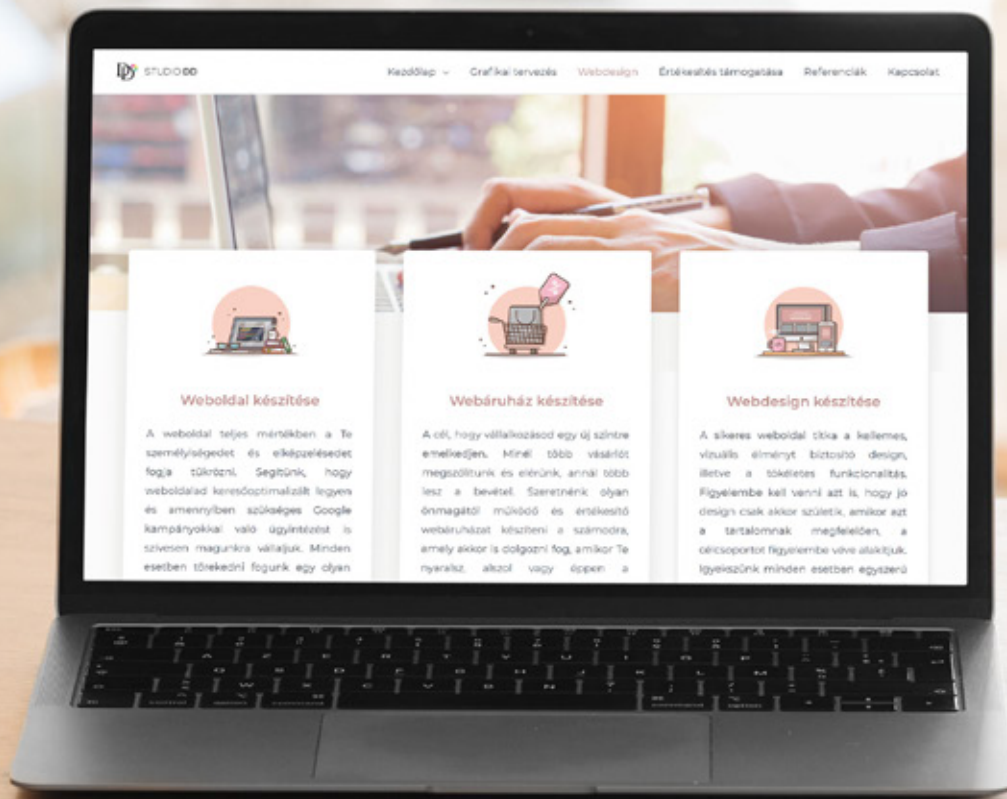 STUDIO DD
Kezdőlap Grafikai tervezés Webdesign Értékesítés támogatása Referenciák Kapcsolat
Weboldal készítése
A weboldal teljes mértékben a Te
személyiségedet és elképzelésedet
fogja tükrözni. Segítünk, hogy
weboldalad keresőoptimalizált legyen
és amennyiben szükséges Google
kampányokkal való ügyintézést is
szívesen magunkra vállaljuk. Minden
esetben törekedni fogunk egy olyan
Webáruház készítése
A cél, hogy vállalkozásod egy új szintre
emelkedjen. Minél több vásárlót
megszólítunk és elérünk, annál több
lesz a bevétel. Szeretnénk olyan
önmagától működő és értékesítő
webáruházat készíteni a számodra,
amely akkor is dolgozni fog, amikor Te
nyaralsz, alszol vagy éppen a
Webdesign készítése
A sikeres weboldal titka a kellemes,
vizuális élményt biztosító design,
illetve a tökéletes funkcionalitás.
Figyelembe kell venni azt is, hogy jó
design csak akkor születik, amikor azt
a tartalomnak megfelelően, a
célcsoportot figyelembe véve alakítjuk.
Igyekszünk minden esetben egyszerű